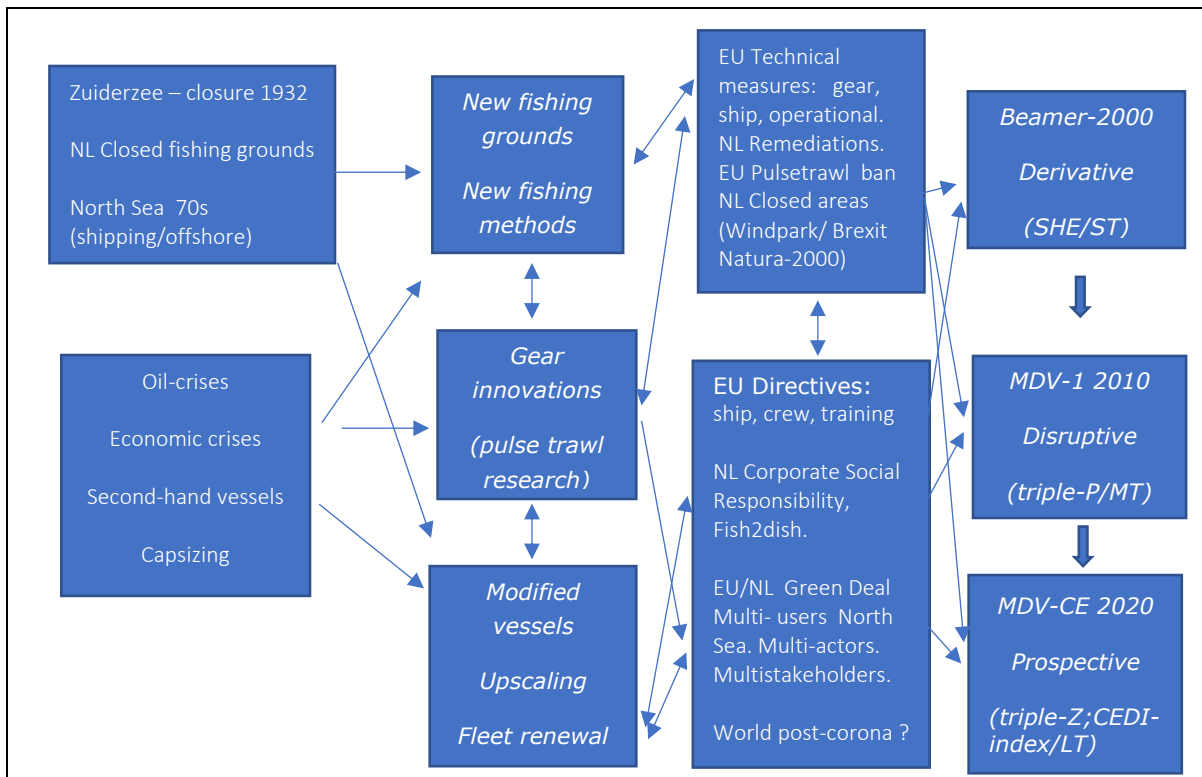 Zuiderzee – closure 1932
NL Closed fishing grounds
North Sea 70s
(shipping/offshore)
Oil-crises
Economic crises
Second-hand vessels
Capsizing
New fishing
grounds
New fishing
methods
Gear
innovations
(pulse trawl
research)
Modified
vessels
Upscaling
Fleet renewal
EU Technical
measures: gear,
ship, operational.
NL Remediations.
EU Pulsetrawl ban
NL Closed areas
(Windpark/ Brexit
Natura-2000)
EU Directives:
ship, crew, training
NL Corporate Social
Responsibility,
Fish2dish.
EU/NL Green Deal
Multi- users North
Sea. Multi-actors.
Multistakeholders.
World post-corona ?
Beamer-2000
Derivative
(SHE/ST)
MDV-1 2010
Disruptive
(triple-P/MT)
MDV-CE 2020
Prospective
(triple-Z;CEDI-
index/LT)